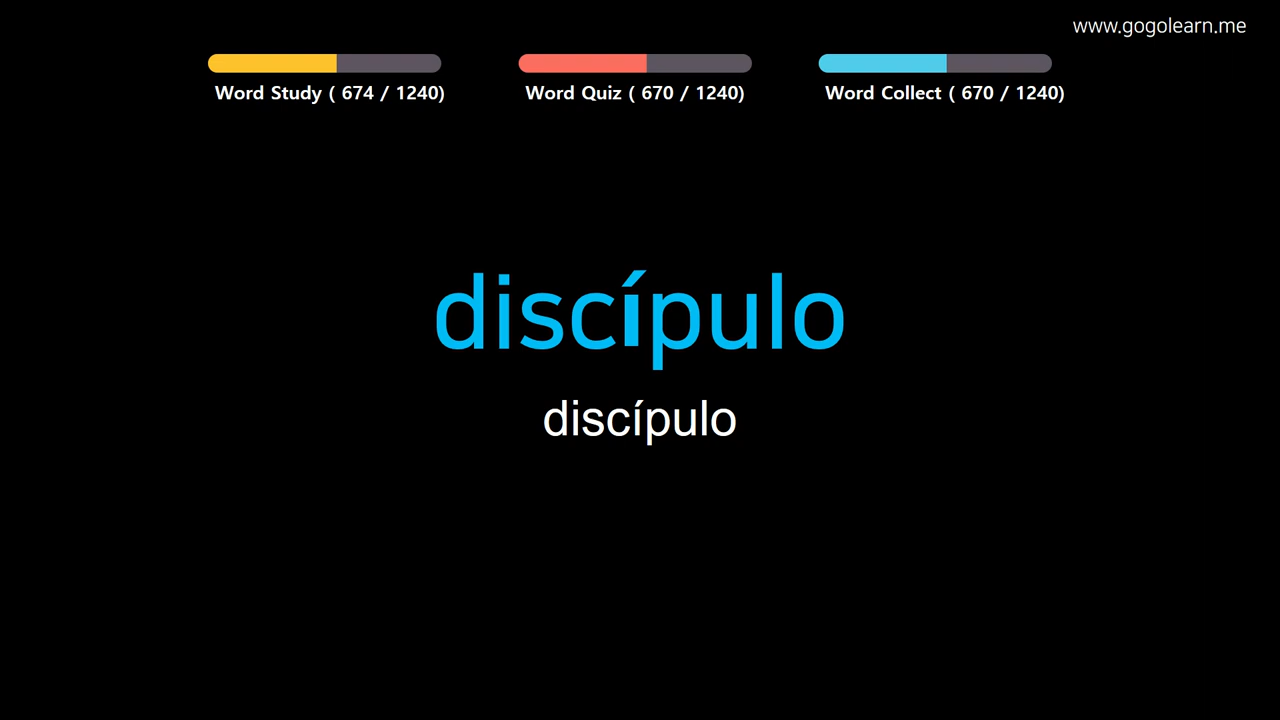 www.gogolearn.me
Word Study ( 674 / 1240)
Word Quiz ( 670 / 1240)
Word Collect ( 670 / 1240)
discípulo
discípulo